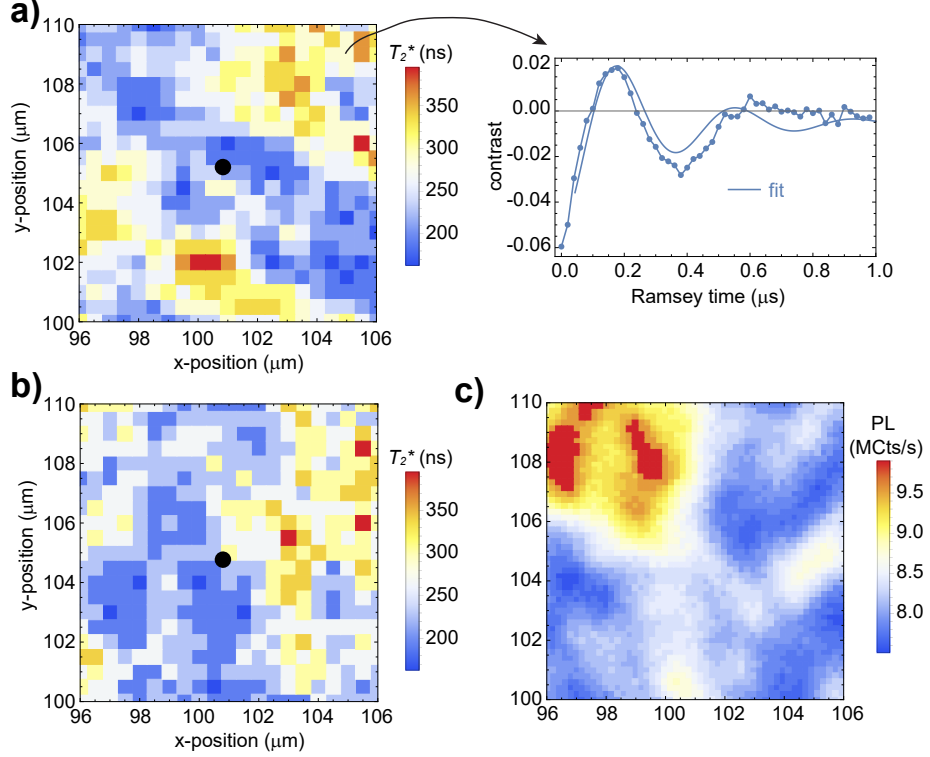 a)
T2* (ns)
350
300
250
200
110
108
106
104
102
100
96 98 100 102 104 106
y-position (μm)
x-position (μm)
0.02
0.00
-0.02
-0.04
-0.06
contrast
fit
0.0 0.2 0.4 0.6 0.8 1.0
Ramsey time (μs)
b)
T2* (ns)
350
300
250
200
110
108
106
104
102
100
96 98 100 102 104 106
y-position (μm)
x-position (μm)
c)
PL
(MCts/s)
9.5
9.0
8.5
8.0
110
108
106
104
102
100
96 98 100 102 104 106